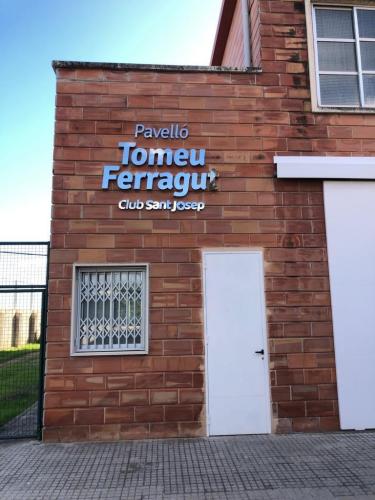 Pavelló
Tomeu
Ferragut
Club Sant Josep